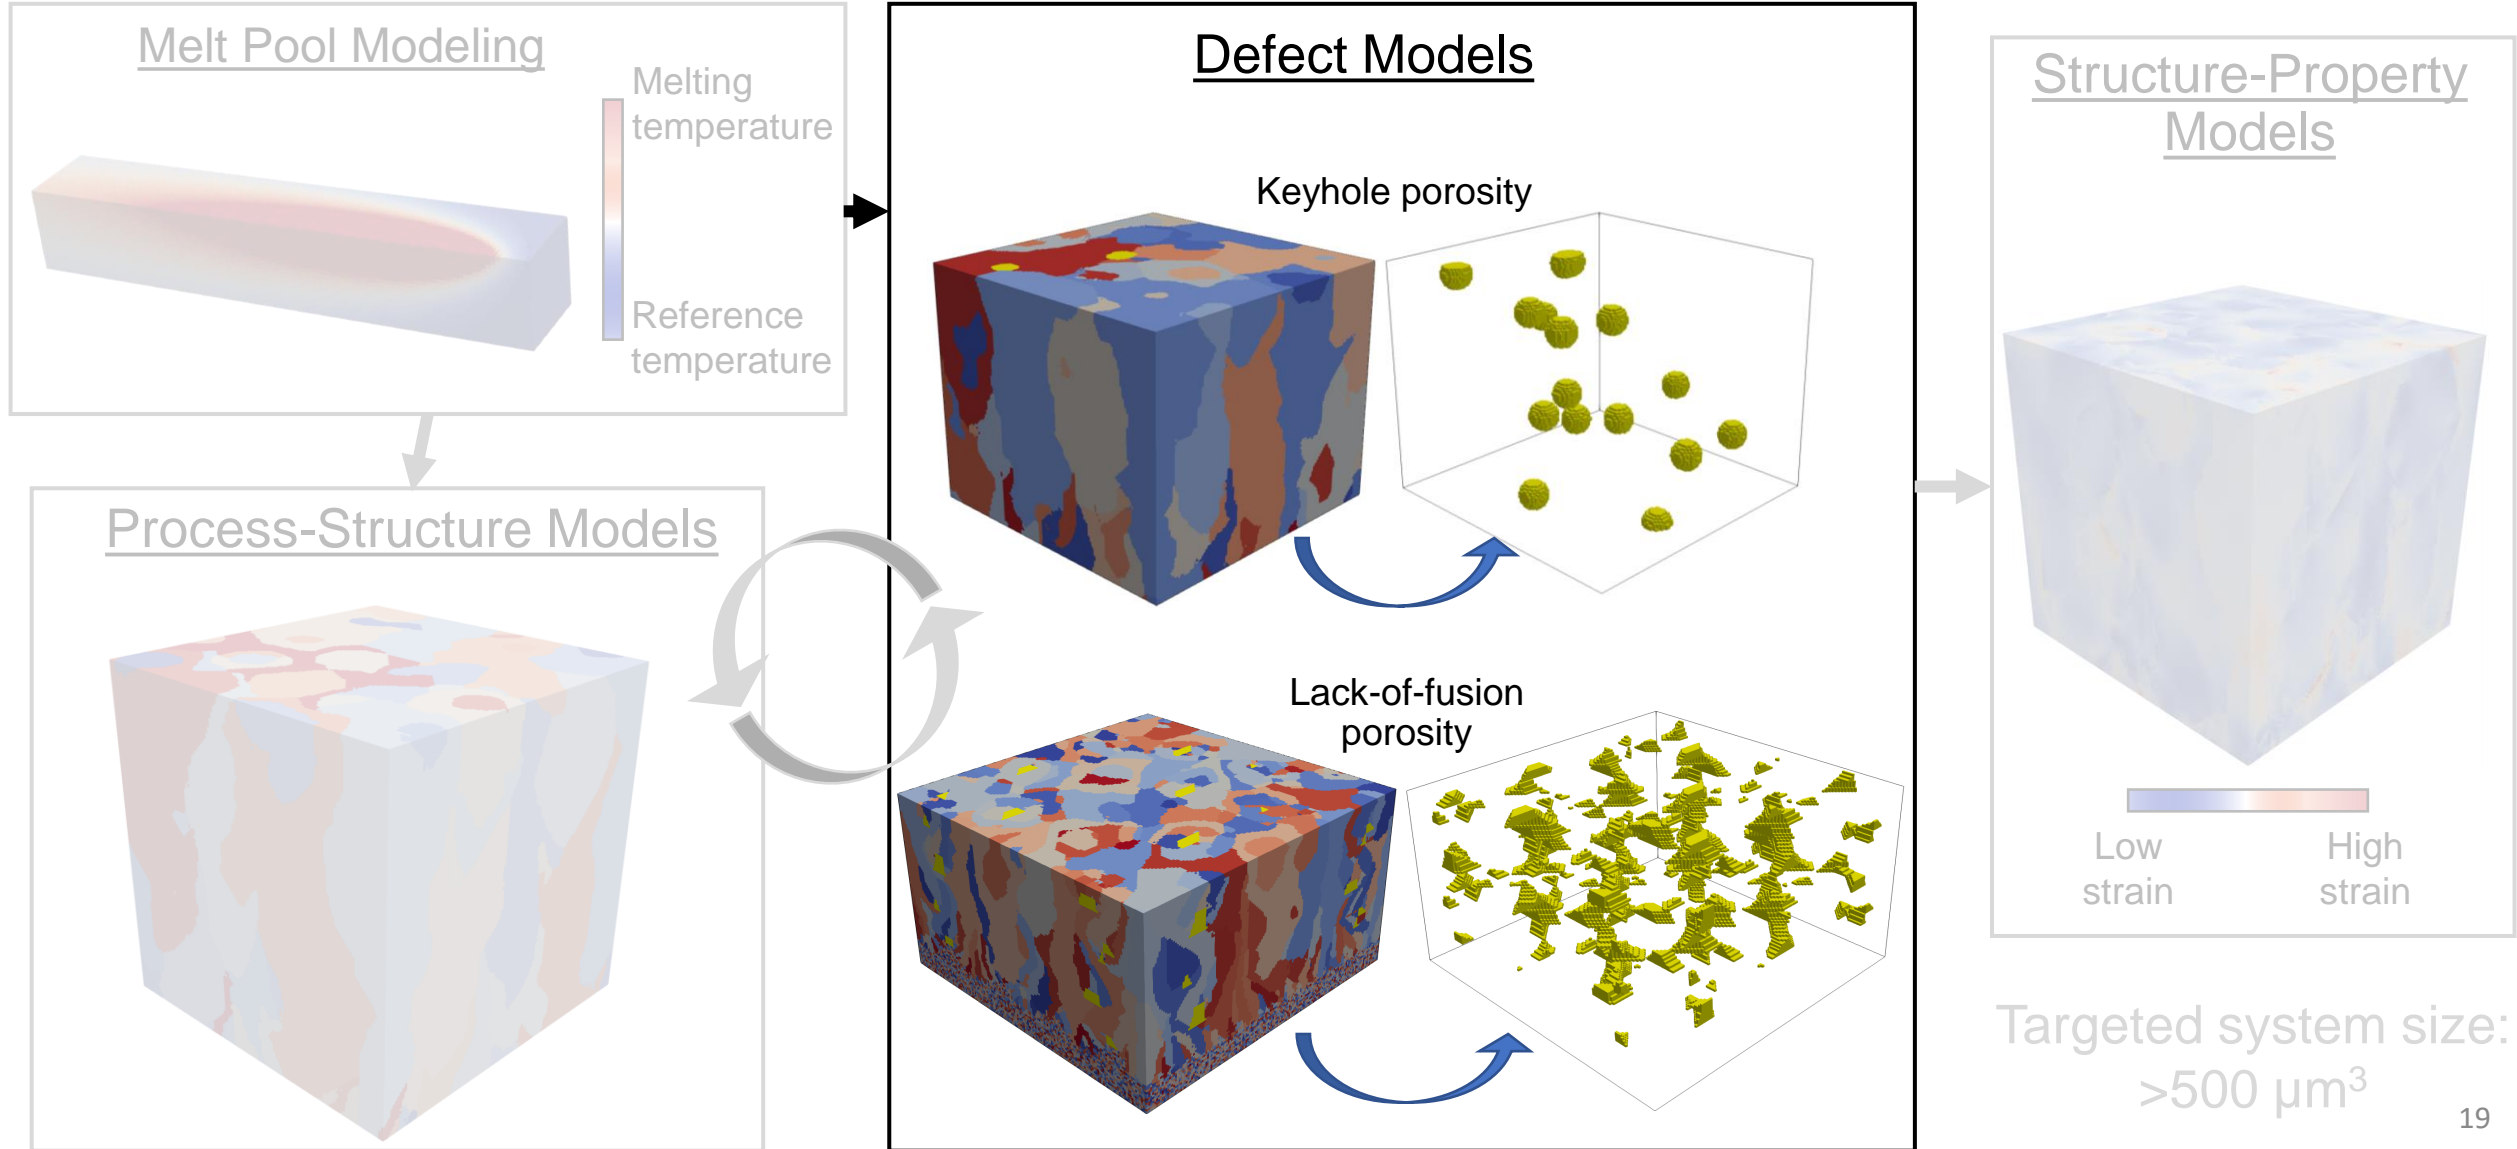 Melt Pool Modeling
Melting
temperature
Reference
temperature
Process-Structure Models
Defect Models
Keyhole porosity
Lack-of-fusion
porosity
Structure-Property
Models
Low
strain
High
strain
Targeted system size:
>500 μm³
19